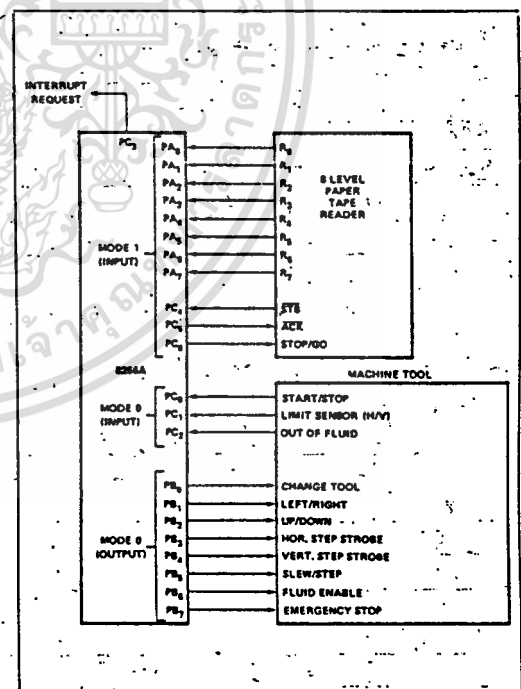 INTERRUPT
REQUEST
PC3
MODE 1
(INPUT)
PA0
PA1
PA2
PA3
PA4
PA5
PA6
PA7
PC4
PC5
R0
R1
R2
R3
R4
R5
R6
R7
STB
ACK
STOP/GO
8 LEVEL
PAPER
TAPE
READER
MACHINE TOOL
MODE 0
(INPUT)
PC0
PC1
PC2
START/STOP
LIMIT SENSOR (H/V)
OUT OF FLUID
MODE 0
(OUTPUT)
PB0
PB1
PB2
PB3
PB4
PB5
PB6
PB7
CHANGE TOOL
LEFT/RIGHT
UP/DOWN
HOR. STEP STROBE
VERT. STEP STROBE
SLEW/STEP
FLUID ENABLE
EMERGENCY STOP